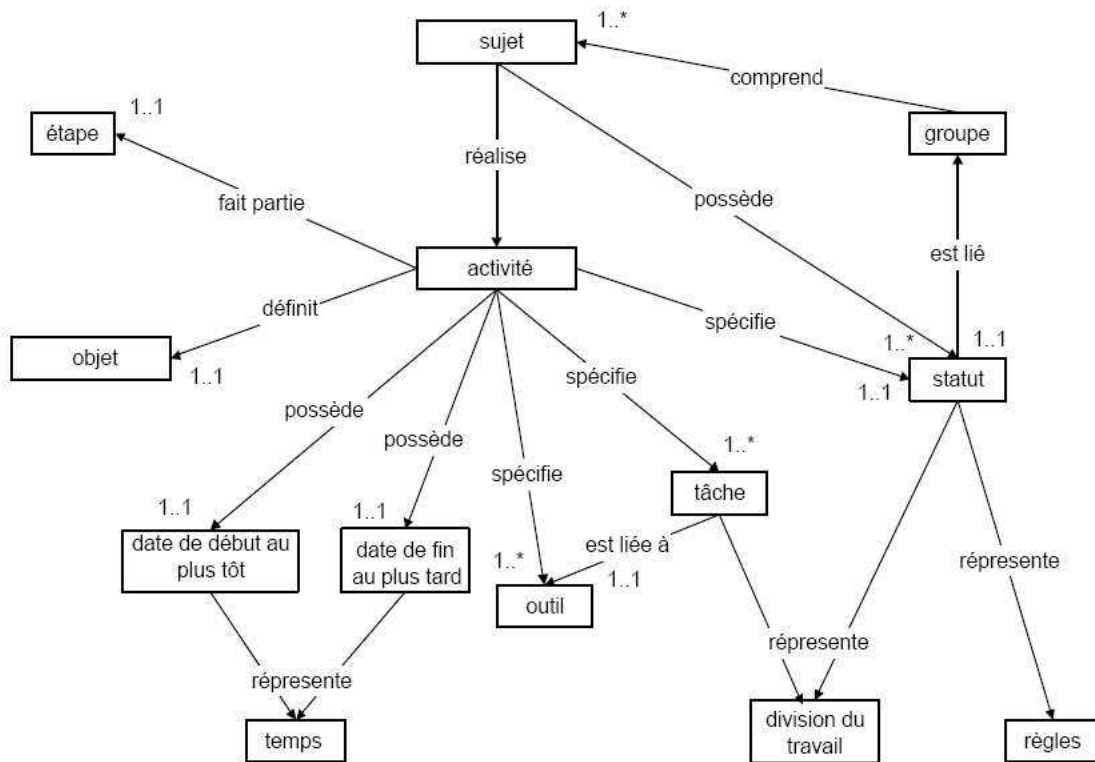 1..*
sujet
comprend
1..1
étape
groupe
réalise
fait partie
possède
est lié
activité
définit
spécifie
objet
1..1
1..*
1..1
1..1
statut
spécifie
possède
possède
1..*
spécifie
tâche
1..1
1..1
date de début au
plus tôt
date de fin
au plus tard
est liée à
1..*
1..1
outil
répresente
répresente
répresente
temps
division du
travail
règles